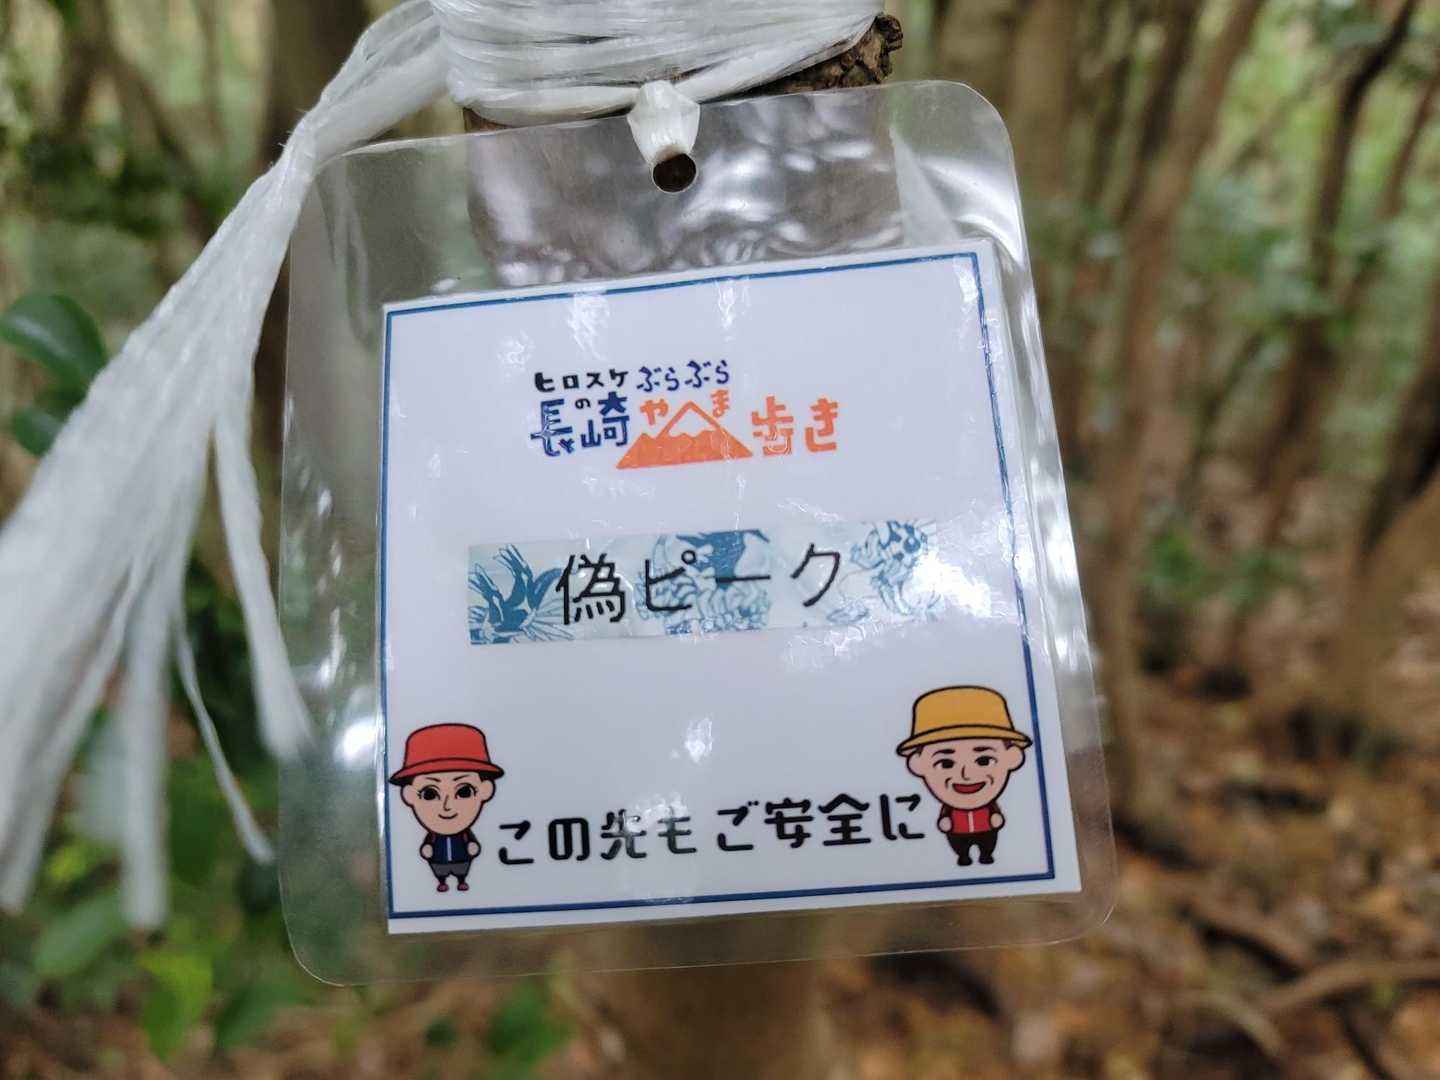 ヒロスケの長崎ぶらぶらやま歩き
偽ピーク
この先もご安全に